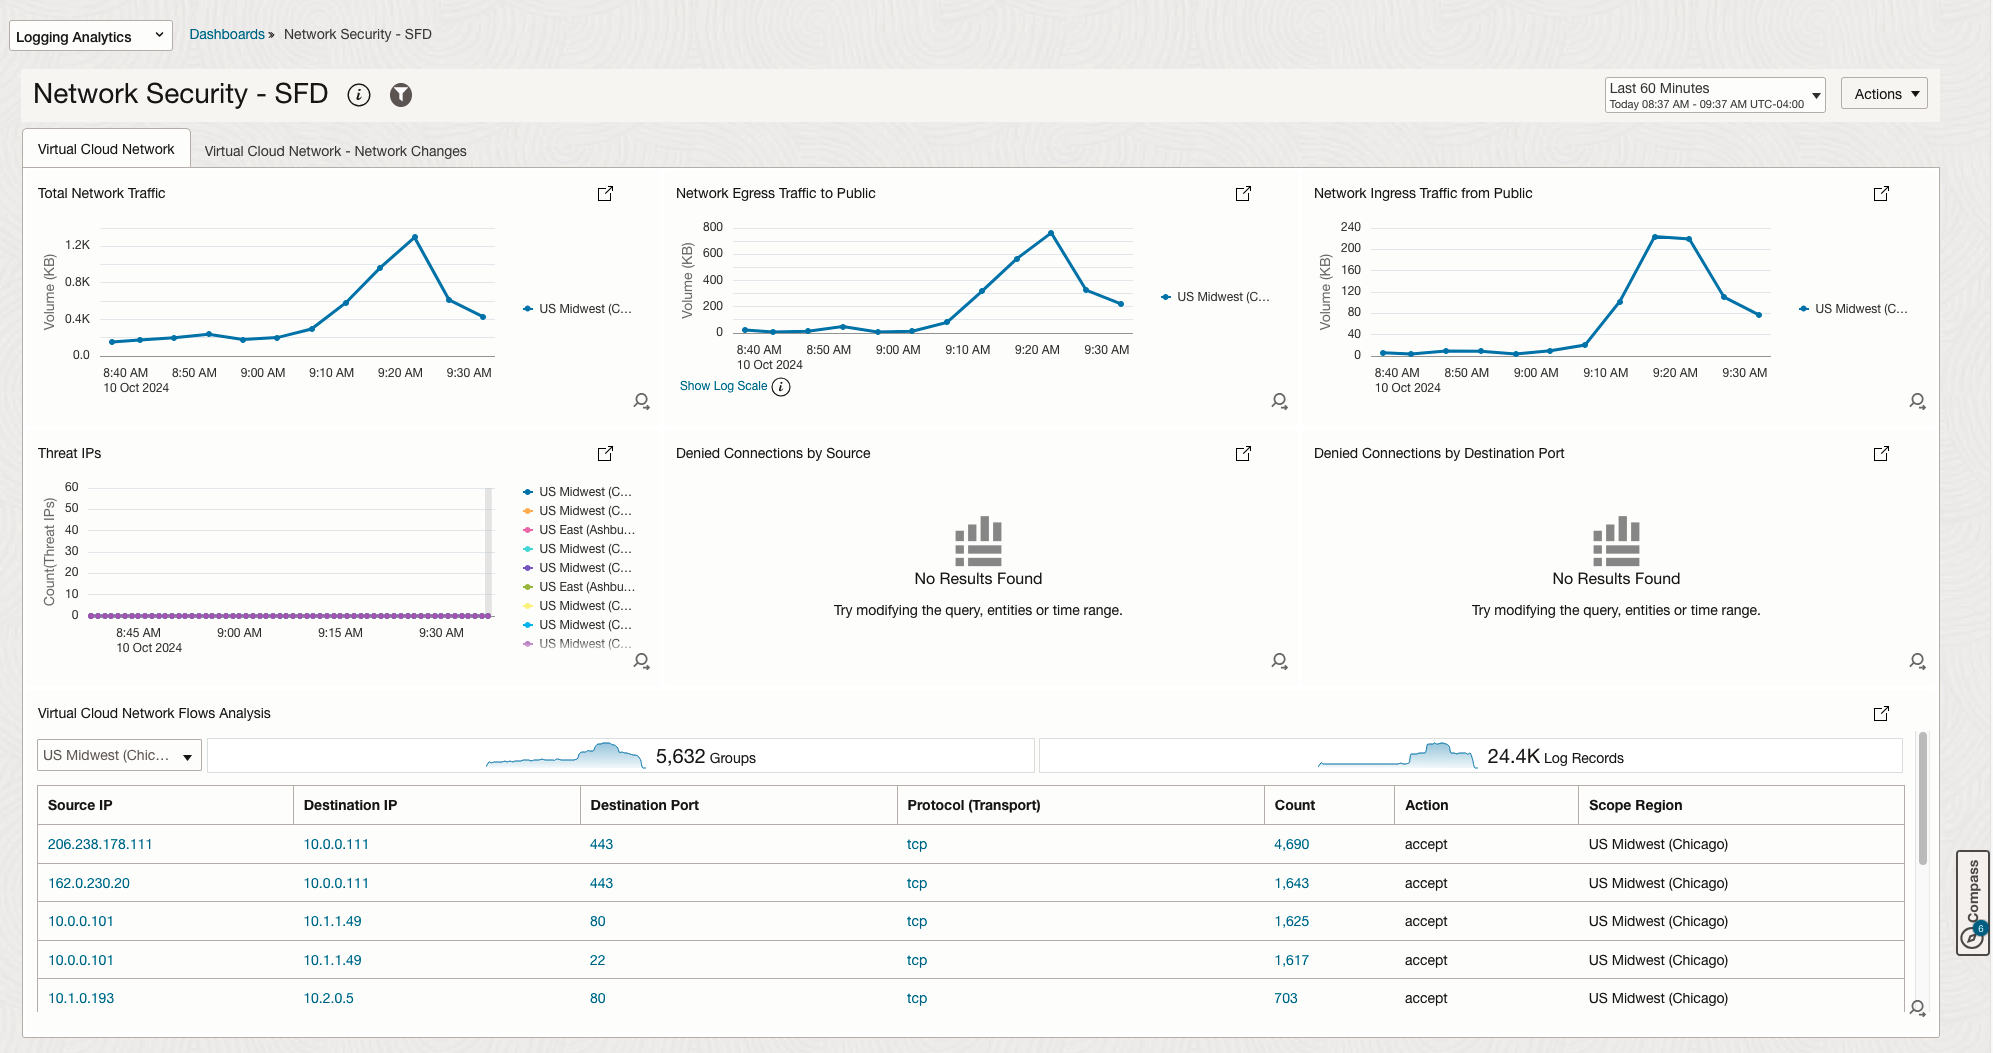 Logging Analytics
Dashboards » Network Security - SFD
Network Security - SFD
Last 60 Minutes
Today 08:37 AM - 09:37 AM UTC-04:00
Actions
Virtual Cloud Network
Virtual Cloud Network - Network Changes
Total Network Traffic
Volume (KB)
1.2K
0.8K
0.4K
0.0
8:40 AM 8:50 AM 9:00 AM 9:10 AM 9:20 AM 9:30 AM
10 Oct 2024
US Midwest (C...
Network Egress Traffic to Public
Volume (KB)
800
600
400
200
0
8:40 AM 8:50 AM 9:00 AM 9:10 AM 9:20 AM 9:30 AM
10 Oct 2024
Show Log Scale
US Midwest (C...
Network Ingress Traffic from Public
Volume (KB)
240
200
160
120
80
40
0
8:40 AM 8:50 AM 9:00 AM 9:10 AM 9:20 AM 9:30 AM
10 Oct 2024
US Midwest (C...
Threat IPs
Count(Threat IPs)
60
50
40
30
20
10
0
8:45 AM 9:00 AM 9:15 AM 9:30 AM
10 Oct 2024
US Midwest (C...
US Midwest (C...
US East (Ashbu...
US Midwest (C...
US Midwest (C...
US East (Ashbu...
US Midwest (C...
US Midwest (C...
US Midwest (C...
Denied Connections by Source
No Results Found
Try modifying the query, entities or time range.
Denied Connections by Destination Port
No Results Found
Try modifying the query, entities or time range.
Virtual Cloud Network Flows Analysis
US Midwest (Chic...
5,632 Groups
24.4K Log Records
Source IP Destination IP Destination Port Protocol (Transport) Count Action Scope Region
206.238.178.111 10.0.0.111 443 tcp 4,690 accept US Midwest (Chicago)
162.0.230.20 10.0.0.111 443 tcp 1,643 accept US Midwest (Chicago)
10.0.0.101 10.1.1.49 80 tcp 1,625 accept US Midwest (Chicago)
10.0.0.101 10.1.1.49 22 tcp 1,617 accept US Midwest (Chicago)
10.1.0.193 10.2.0.5 80 tcp 703 accept US Midwest (Chicago)
Compass
6